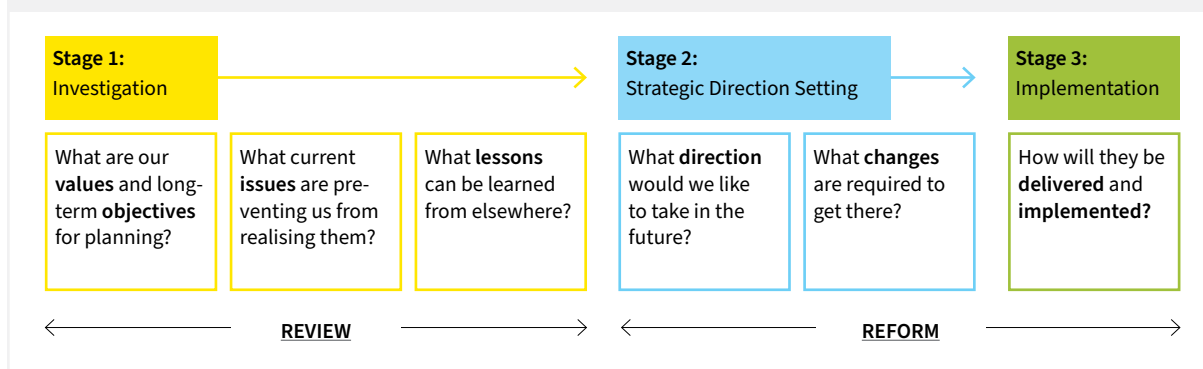 Stage 1:
Investigation
Stage 2:
Strategic Direction Setting
Stage 3:
Implementation
What are our
values and long-
term objectives
for planning?
What current
issues are pre-
venting us from
realising them?
What lessons
can be learned
from elsewhere?
What direction
would we like
to take in the
future?
What changes
are required to
get there?
How will they be
delivered and
implemented?
REVIEW
REFORM